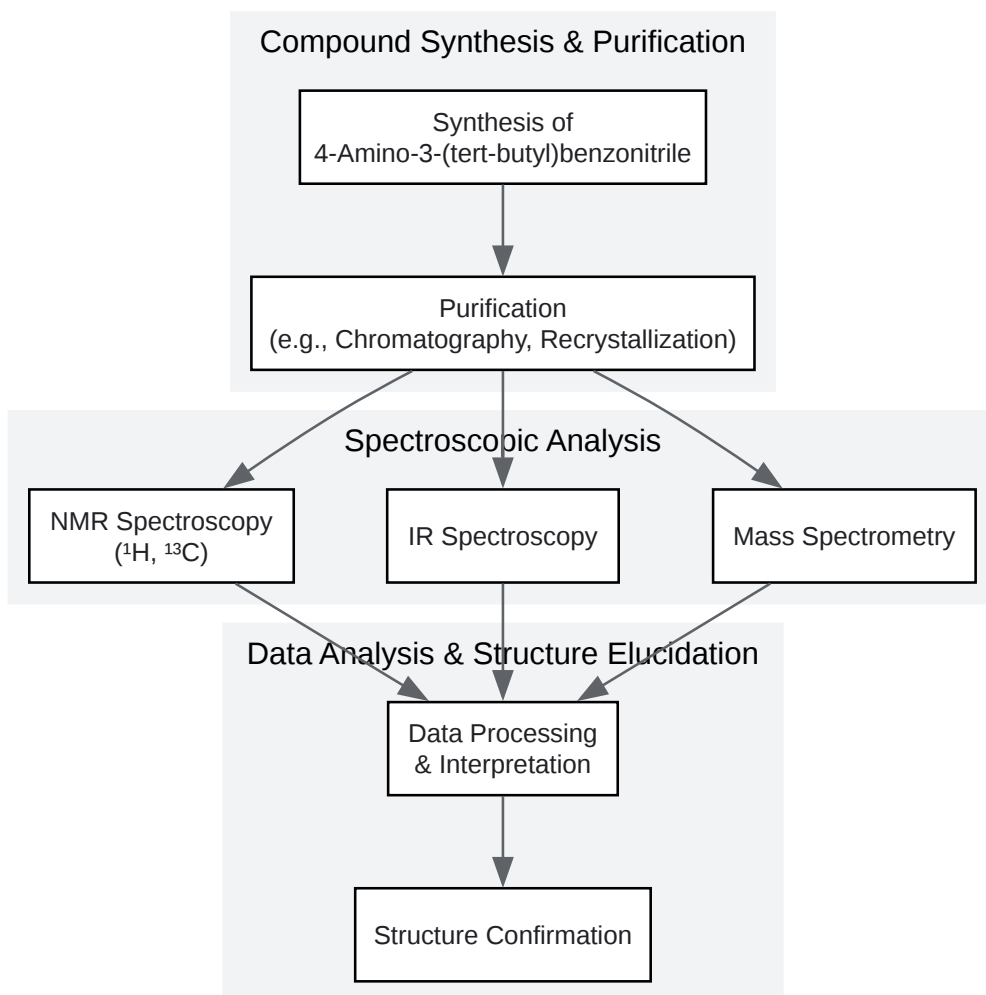 Compound Synthesis & Purification
Synthesis of
4-Amino-3-(tert-butyl)benzonitrile
Purification
(e.g., Chromatography, Recrystallization)
Spectroscopic Analysis
NMR Spectroscopy
(¹H, ¹³C)
IR Spectroscopy
Mass Spectrometry
Data Analysis & Structure Elucidation
Data Processing
& Interpretation
Structure Confirmation